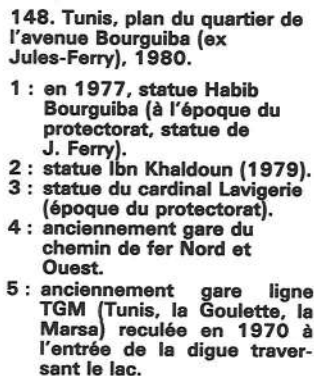 148. Tunis, plan du quartier de
l'avenue Bourguiba (ex
Jules-Ferry), 1980.
1 : en 1977, statue Habib
Bourguiba (à l'époque du
protectorat, statue de
J. Ferry).
2 : statue Ibn Khaldoun (1979).
3 : statue du cardinal Lavigerie
(époque du protectorat).
4 : anciennement gare du
chemin de fer Nord et
Ouest.
5 : anciennement gare ligne
TGM (Tunis, la Goulette, la
Marsa) reculée en 1970 à
l'entrée de la digue traver-
sant le lac.